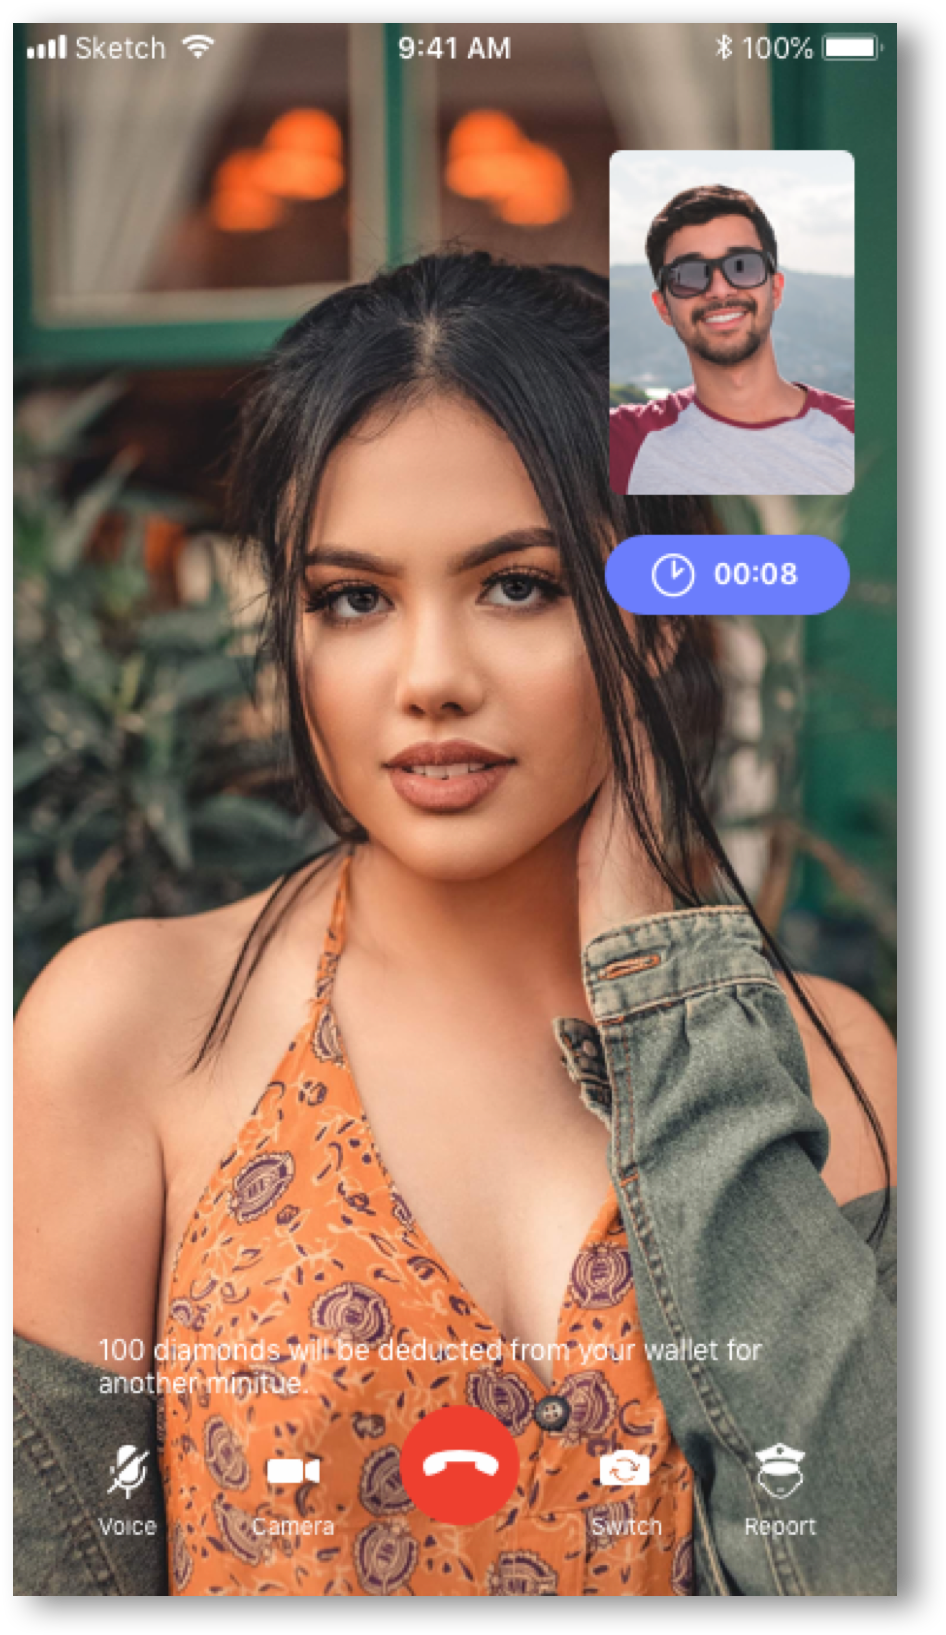 Sketch 9:41 AM 100%
00:08
100 diamonds will be deducted from your wallet for
another minitue.
Voice Camera Switch Report